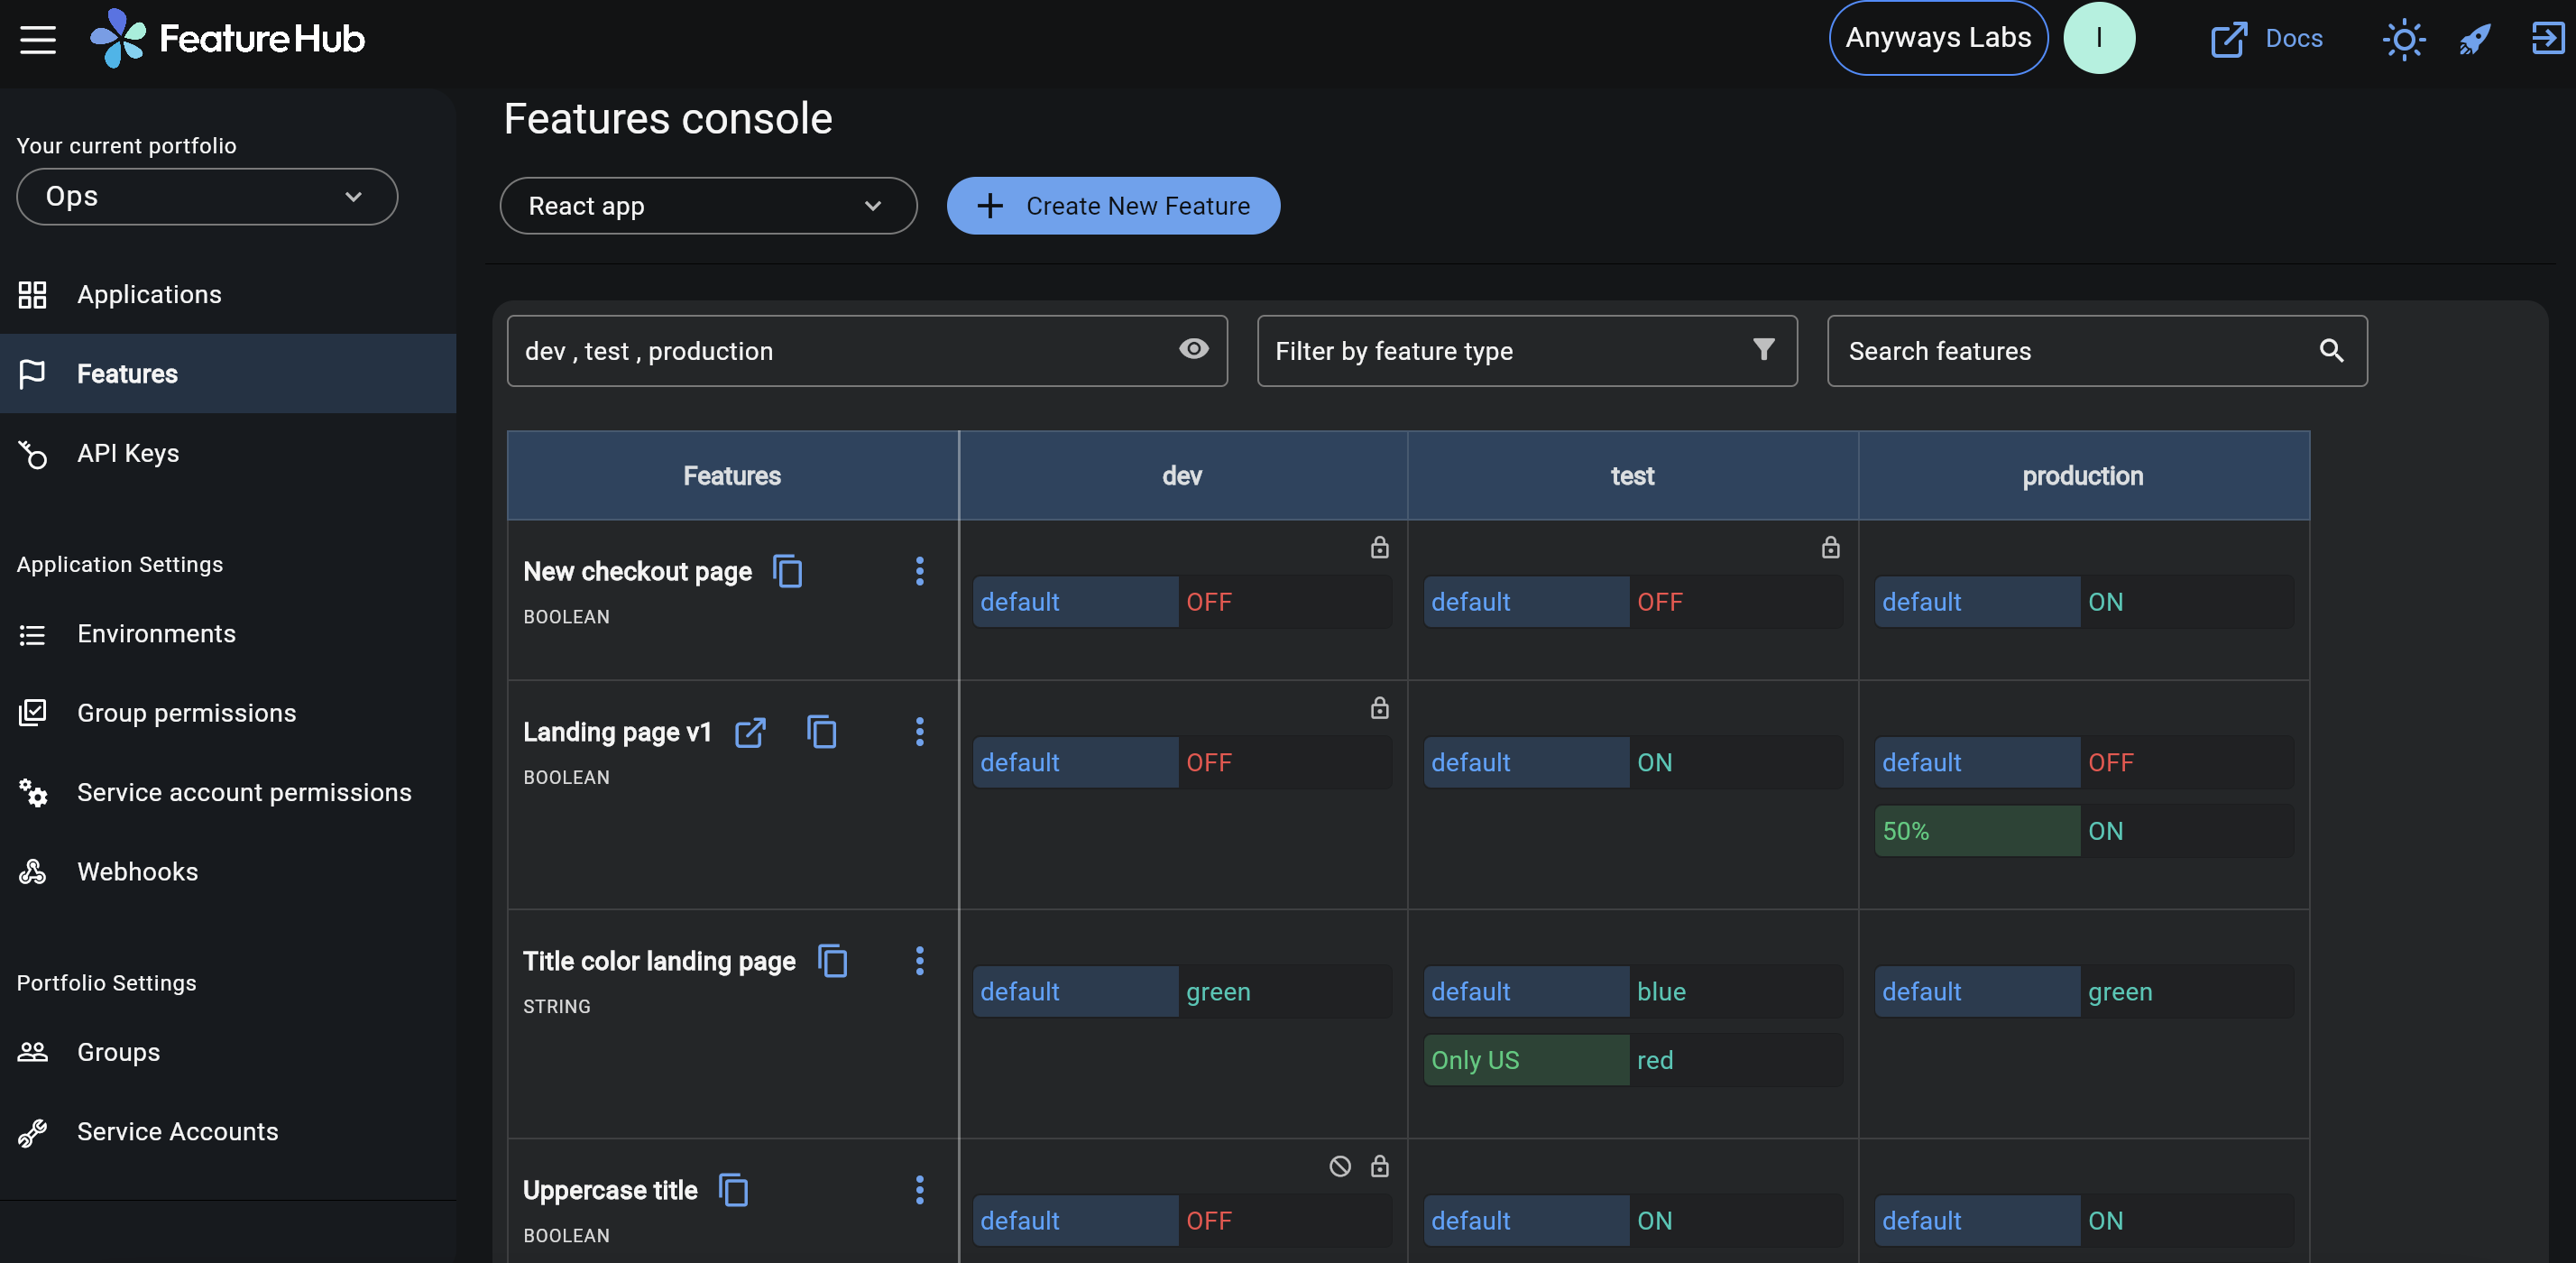 FeatureHub
Anyways Labs
I
Docs
Your current portfolio
Ops
Applications
Features
API Keys
Application Settings
Environments
Group permissions
Service account permissions
Webhooks
Portfolio Settings
Groups
Service Accounts
Features console
React app
Create New Feature
dev , test , production
Filter by feature type
Search features
Features dev test production
New checkout page
BOOLEAN
default OFF default OFF default ON
Landing page v1
BOOLEAN
default OFF default ON default OFF
50% ON
Title color landing page
STRING
default green default blue default green
Only US red
Uppercase title
BOOLEAN
default OFF default ON default ON